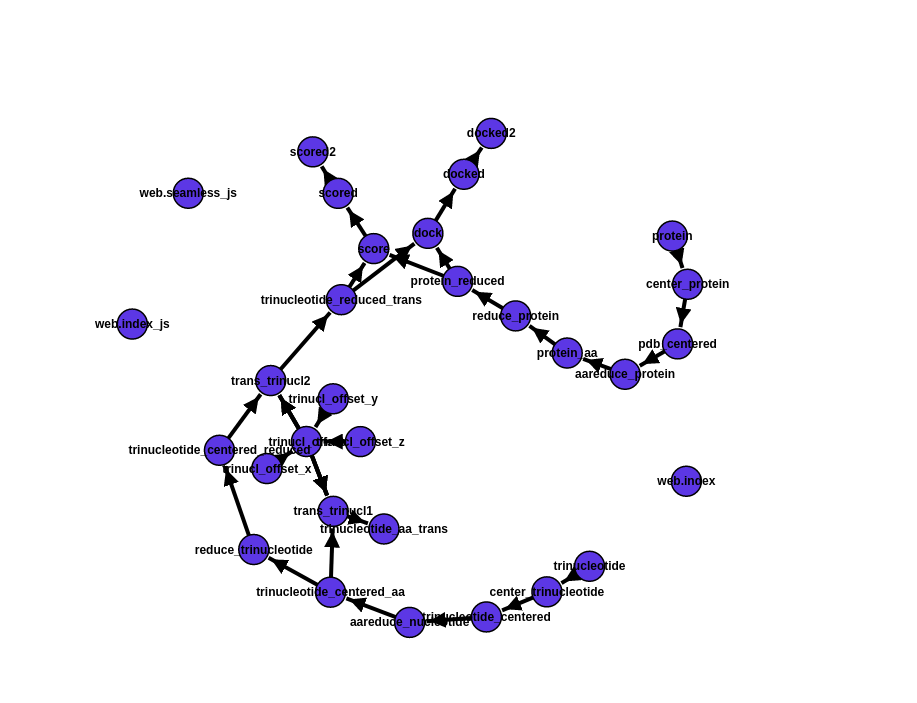 docked2
scored2
docked
web.seamless_js
scored
dock
protein
score
protein_reduced
center_protein
trinucleotide_reduced_trans
reduce_protein
web.index_js
pdb_centered
protein_aa
aareduce_protein
trans_trinucl2
trinucl_offset_y
trinucl_offset_z
trinucleotide_centered_reduced
trinucl_offset_x
web.index
trans_trinucl1
trinucleotide_aa_trans
reduce_trinucleotide
trinucleotide
trinucleotide_centered_aa
center_trinucleotide
trinucleotide_centered
aareduce_nucleotide